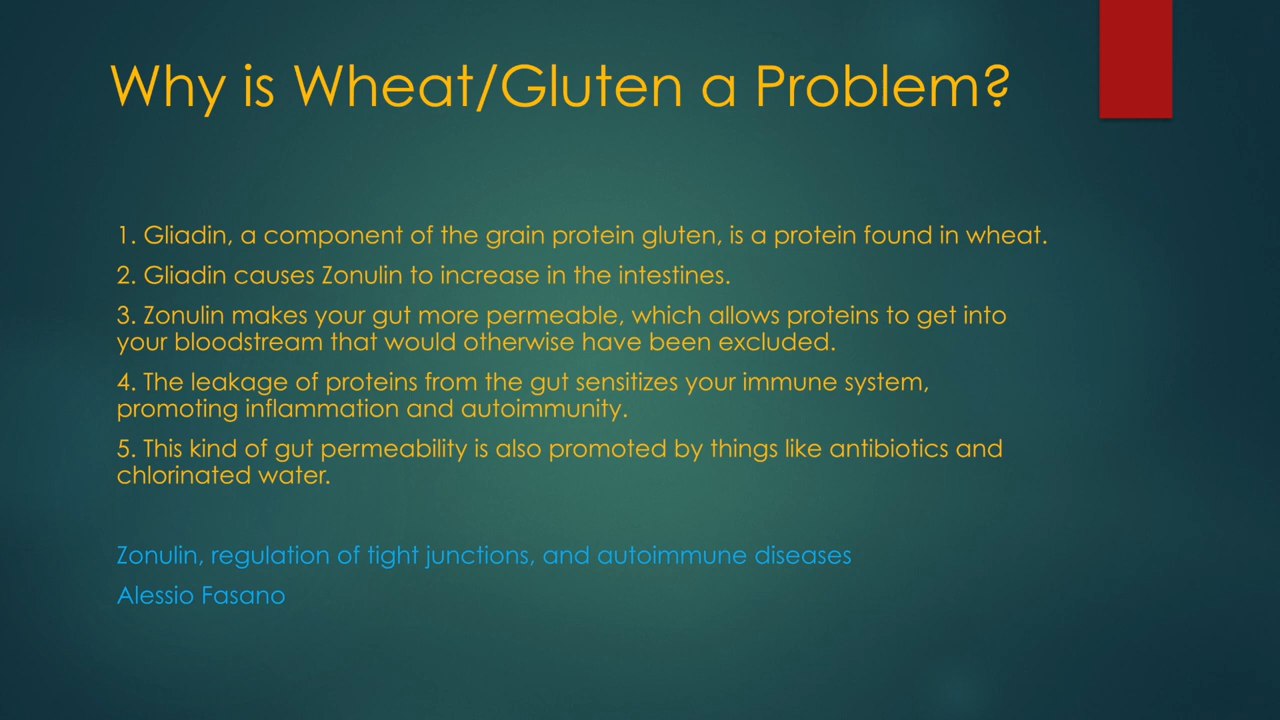 Why is Wheat/Gluten a Problem?
1. Gliadin, a component of the grain protein gluten, is a protein found in wheat.
2. Gliadin causes Zonulin to increase in the intestines.
3. Zonulin makes your gut more permeable, which allows proteins to get into
your bloodstream that would otherwise have been excluded.
4. The leakage of proteins from the gut sensitizes your immune system,
promoting inflammation and autoimmunity.
5. This kind of gut permeability is also promoted by things like antibiotics and
chlorinated water.
Zonulin, regulation of tight junctions, and autoimmune diseases
Alessio Fasano